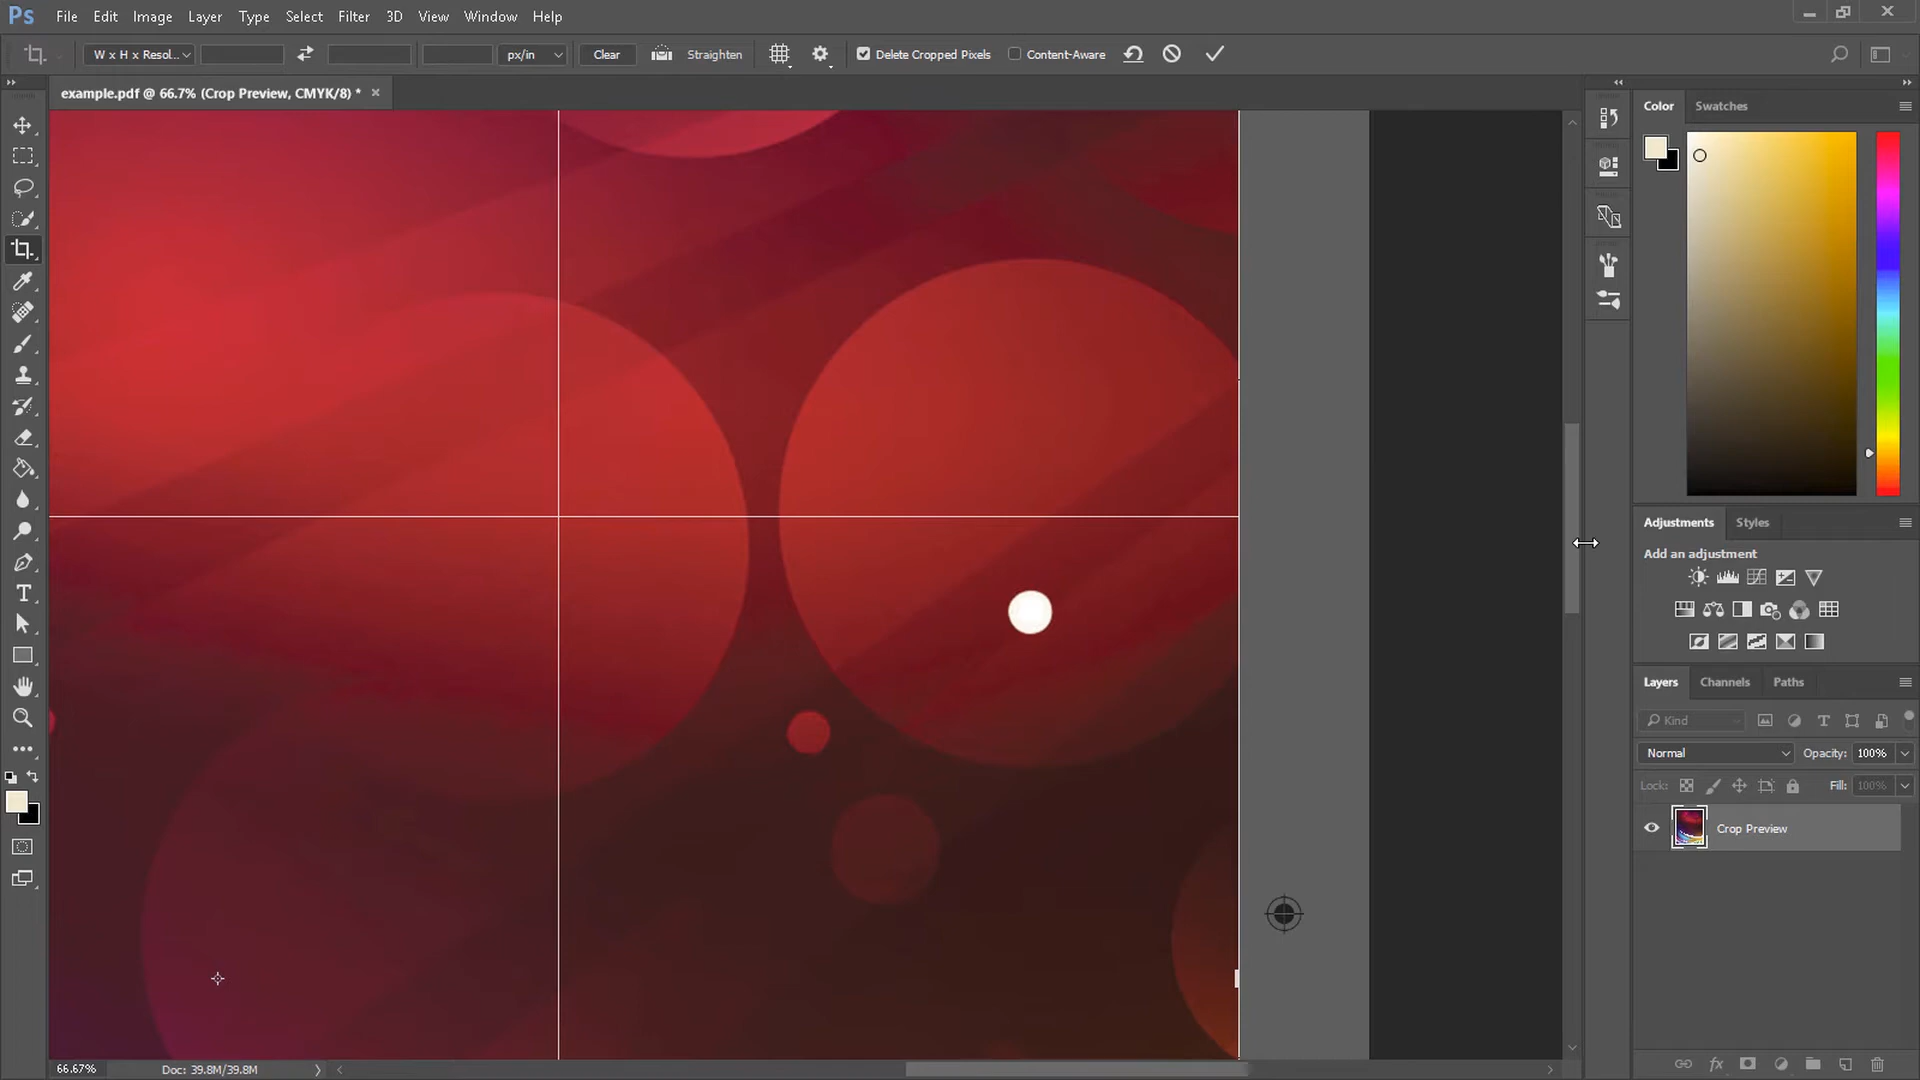 Ps File Edit Image Layer Type Select Filter 3D View Window Help
W x H x Resol... px/in Clear Straighten Delete Cropped Pixels Content-Aware
example.pdf @ 66.7% (Crop Preview, CMYK/8) * ×
Color Swatches
Adjustments Styles
Add an adjustment
Layers Channels Paths
Kind T
Normal Opacity: 100%
Lock: Fill: 100%
Crop Preview
fx
66.67% Doc: 39.8M/39.8M